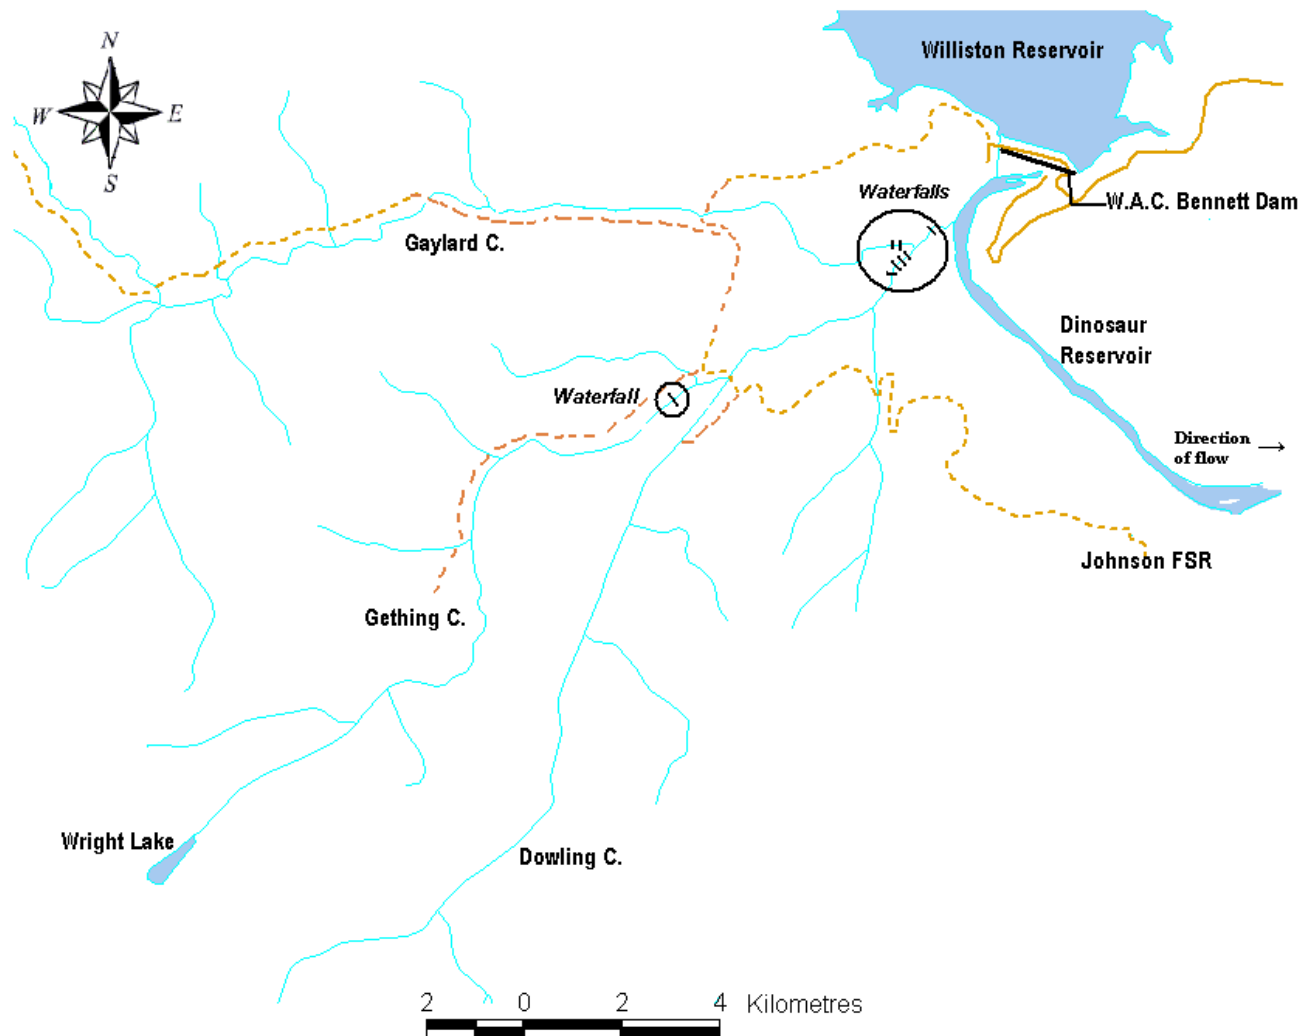 N
W E
S
Williston Reservoir
Waterfalls
W.A.C. Bennett Dam
Gaylard C.
Dinosaur
Reservoir
Waterfall
Direction
of flow
Johnson FSR
Gething C.
Wright Lake
Dowling C.
2 0 2 4 Kilometres